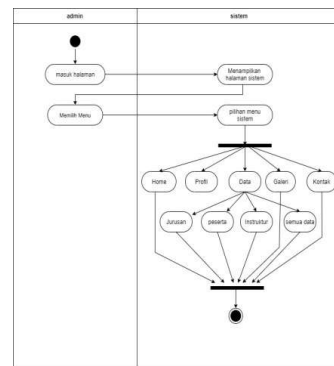 admin
sistem
masuk halaman
Menampilkan
halaman sistem
Memilih Menu
pilihan menu
sistem
Home
Profil
Data
Galeri
Kontak
Jurusan
peserta
Instruktur
semua data